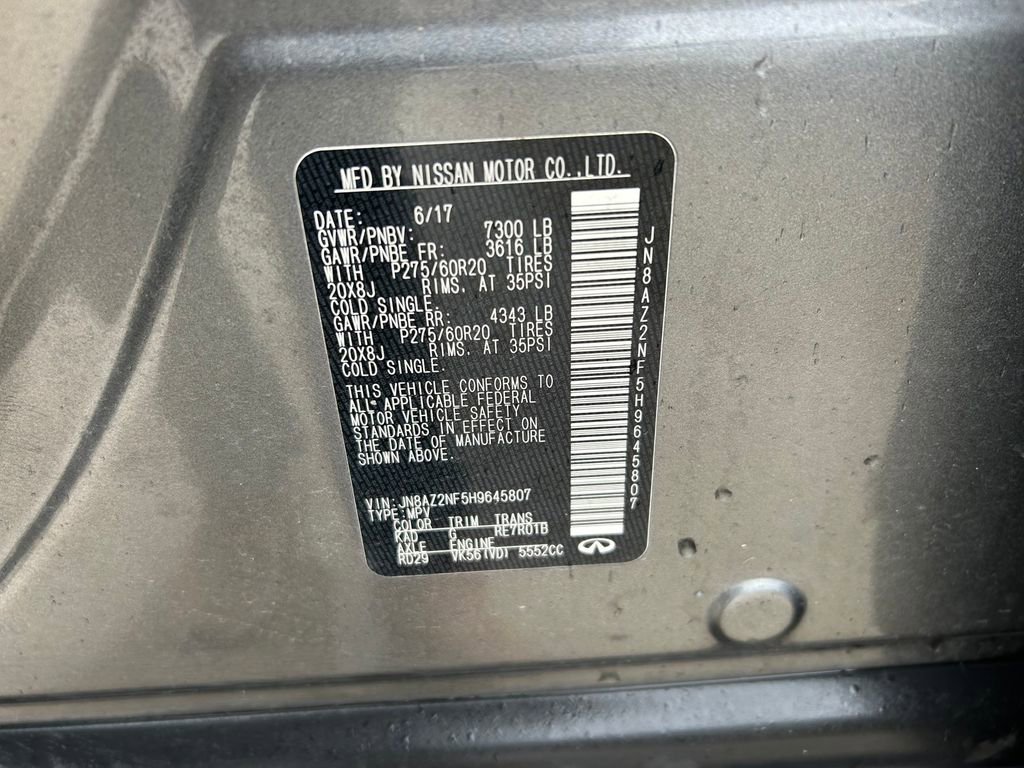 MFD BY NISSAN MOTOR CO.,LTD.
DATE: 6/17
GVWR/PNBV: 7300 LB
GAWR/PNBE FR: 3616 LB
WITH P275/60R20 TIRES
20X8J RIMS, AT 35PSI
COLD SINGLE.
GAWR/PNBE RR: 4343 LB
WITH P275/60R20 TIRES
20X8J RIMS, AT 35PSI
COLD SINGLE.
THIS VEHICLE CONFORMS TO
ALL APPLICABLE FEDERAL
MOTOR VEHICLE SAFETY
STANDARDS IN EFFECT ON
THE DATE OF MANUFACTURE
SHOWN ABOVE.
VIN:JN8AZ2NF5H9645807
TYPE:MPV
COLOR TRIM TRANS
KAD G RE7R01B
AXLE ENGINE
RD29 VK56(VD) 5552CC
JN8AZ2NF5H9645807